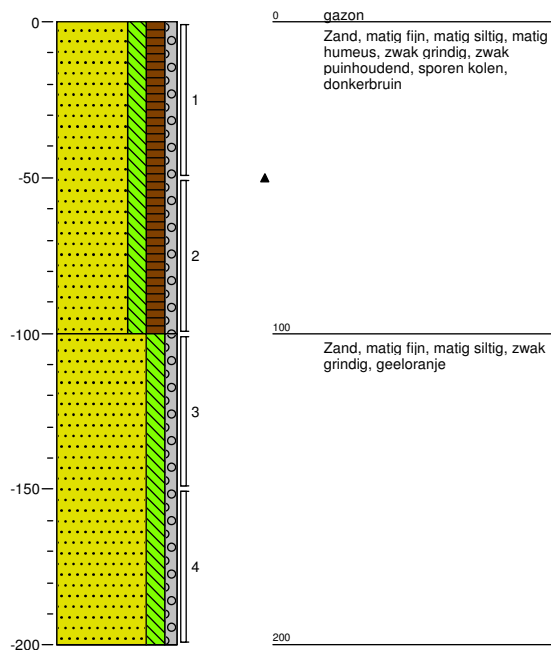 0
0
gazon
Zand, matig fijn, matig siltig, matig
humeus, zwak grindig, zwak
puinhoudend, sporen kolen,
donkerbruin
1
-50
2
-100
100
Zand, matig fijn, matig siltig, zwak
grindig, geeloranje
3
-150
4
-200
200